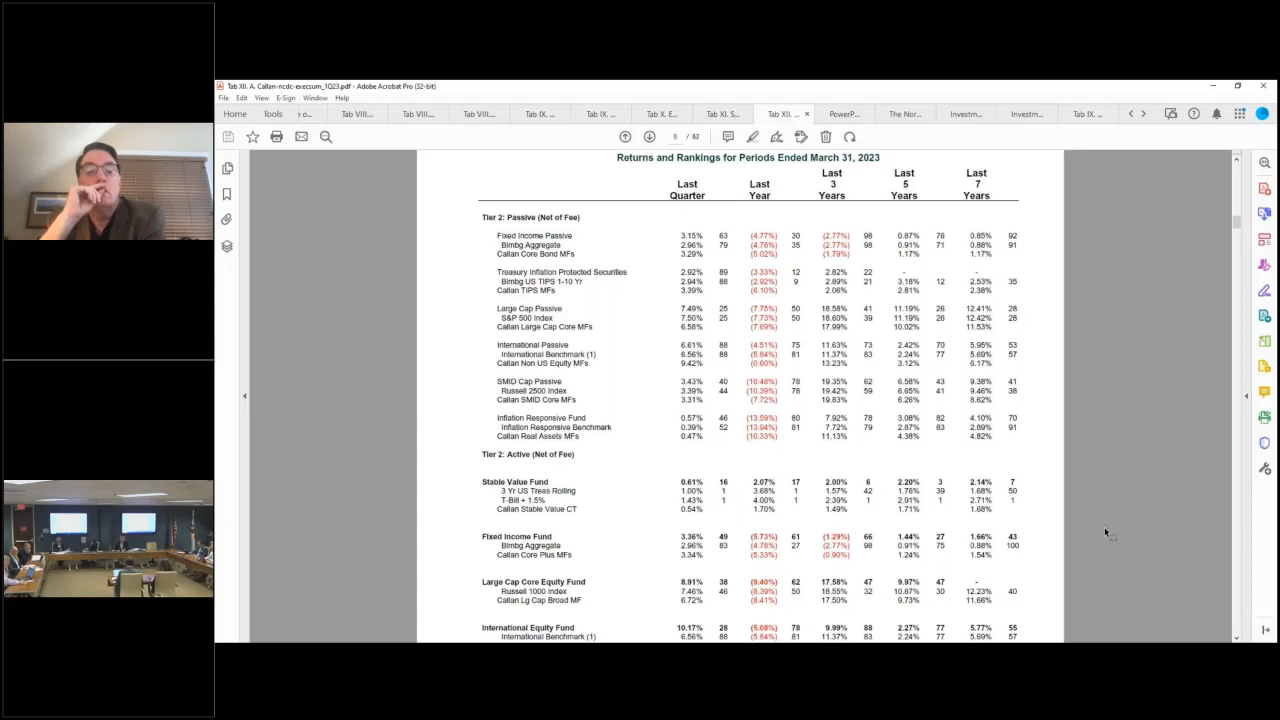 Tab XII. A. Callan-ncdc-execsum_1Q23.pdf - Adobe Acrobat Pro (32-bit)
File Edit View E-Sign Window Help
Home Tools e o... Tab VIII.... Tab VIII.... Tab VIII.... Tab IX. ... Tab IX. ... Tab X. E... Tab XI. S... Tab XII. ... × PowerP... The Nor... Investm... Investm... Tab IX. ...
8 / 63
Returns and Rankings for Periods Ended March 31, 2023
Last Quarter Last Year Last 3 Years Last 5 Years Last 7 Years
Tier 2: Passive (Net of Fee)
Fixed Income Passive 3.15% 63 (4.77%) 30 (2.77%) 98 0.87% 76 0.85% 92
Blmbg Aggregate 2.96% 79 (4.78%) 35 (2.77%) 98 0.91% 71 0.88% 91
Callan Core Bond MFs 3.29% (5.02%) (1.79%) 1.17% 1.17%
Treasury Inflation Protected Securities 2.92% 89 (3.33%) 12 2.82% 22 - -
Blmbg US TIPS 1-10 Yr 2.94% 88 (2.92%) 9 2.89% 21 3.18% 12 2.53% 35
Callan TIPS MFs 3.39% (6.10%) 2.06% 2.81% 2.38%
Large Cap Passive 7.49% 25 (7.75%) 50 18.58% 41 11.19% 26 12.41% 28
S&P 500 Index 7.50% 25 (7.73%) 50 18.60% 39 11.19% 26 12.42% 28
Callan Large Cap Core MFs 6.58% (7.69%) 17.99% 10.02% 11.53%
International Passive 6.61% 88 (4.51%) 75 11.63% 73 2.42% 70 5.95% 53
International Benchmark (1) 6.56% 88 (5.84%) 81 11.37% 83 2.24% 77 5.69% 57
Callan Non US Equity MFs 9.42% (0.60%) 13.23% 3.12% 6.17%
SMID Cap Passive 3.43% 40 (10.48%) 78 19.35% 62 6.58% 43 9.38% 41
Russell 2500 Index 3.39% 44 (10.39%) 78 19.42% 59 6.65% 41 9.46% 38
Callan SMID Core MFs 3.31% (7.72%) 19.83% 6.26% 8.62%
Inflation Responsive Fund 0.57% 46 (13.59%) 80 7.92% 78 3.08% 82 4.10% 70
Inflation Responsive Benchmark 0.39% 52 (13.94%) 81 7.72% 79 2.87% 83 2.89% 91
Callan Real Assets MFs 0.47% (10.33%) 11.13% 4.38% 4.82%
Tier 2: Active (Net of Fee)
Stable Value Fund 0.61% 16 2.07% 17 2.00% 6 2.20% 3 2.14% 7
3 Yr US Treas Rolling 1.00% 1 3.68% 1 1.57% 42 1.76% 39 1.68% 50
T-Bill + 1.5% 1.43% 1 4.00% 1 2.39% 1 2.91% 1 2.71% 1
Callan Stable Value CT 0.54% 1.70% 1.49% 1.71% 1.68%
Fixed Income Fund 3.36% 49 (5.73%) 61 (1.29%) 66 1.44% 27 1.66% 43
Blmbg Aggregate 2.96% 83 (4.78%) 27 (2.77%) 98 0.91% 75 0.88% 100
Callan Core Plus MFs 3.34% (5.33%) (0.90%) 1.24% 1.54%
Large Cap Core Equity Fund 8.91% 38 (9.40%) 62 17.58% 47 9.97% 47 -
Russell 1000 Index 7.46% 46 (8.39%) 50 18.55% 32 10.87% 30 12.23% 40
Callan Lg Cap Broad MF 6.72% (8.41%) 17.50% 9.73% 11.66%
International Equity Fund 10.17% 28 (5.08%) 78 9.99% 88 2.27% 77 5.77% 55
International Benchmark (1) 6.56% 88 (5.84%) 81 11.37% 83 2.24% 77 5.69% 57